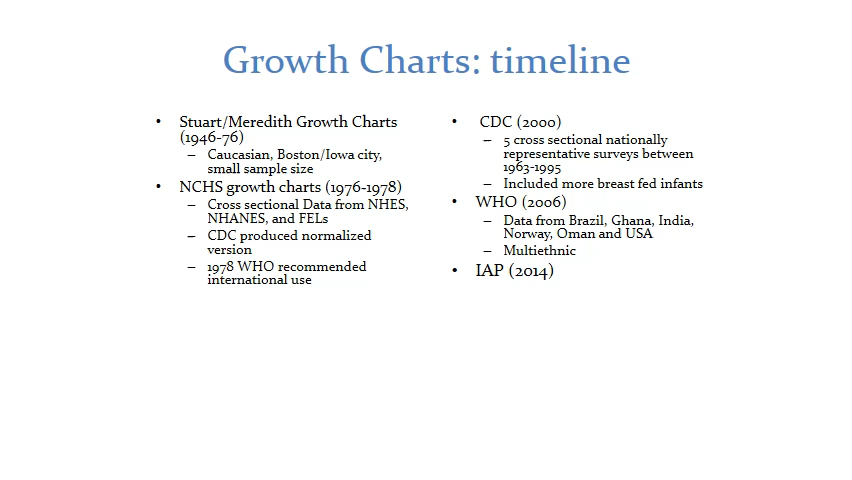 Growth Charts: timeline
• Stuart/Meredith Growth Charts
(1946-76)
– Caucasian, Boston/Iowa city,
small sample size
• NCHS growth charts (1976-1978)
– Cross sectional Data from NHES,
NHANES, and FELs
– CDC produced normalized
version
– 1978 WHO recommended
international use
• CDC (2000)
– 5 cross sectional nationally
representative surveys between
1963-1995
– Included more breast fed infants
• WHO (2006)
– Data from Brazil, Ghana, India,
Norway, Oman and USA
– Multiethnic
• IAP (2014)